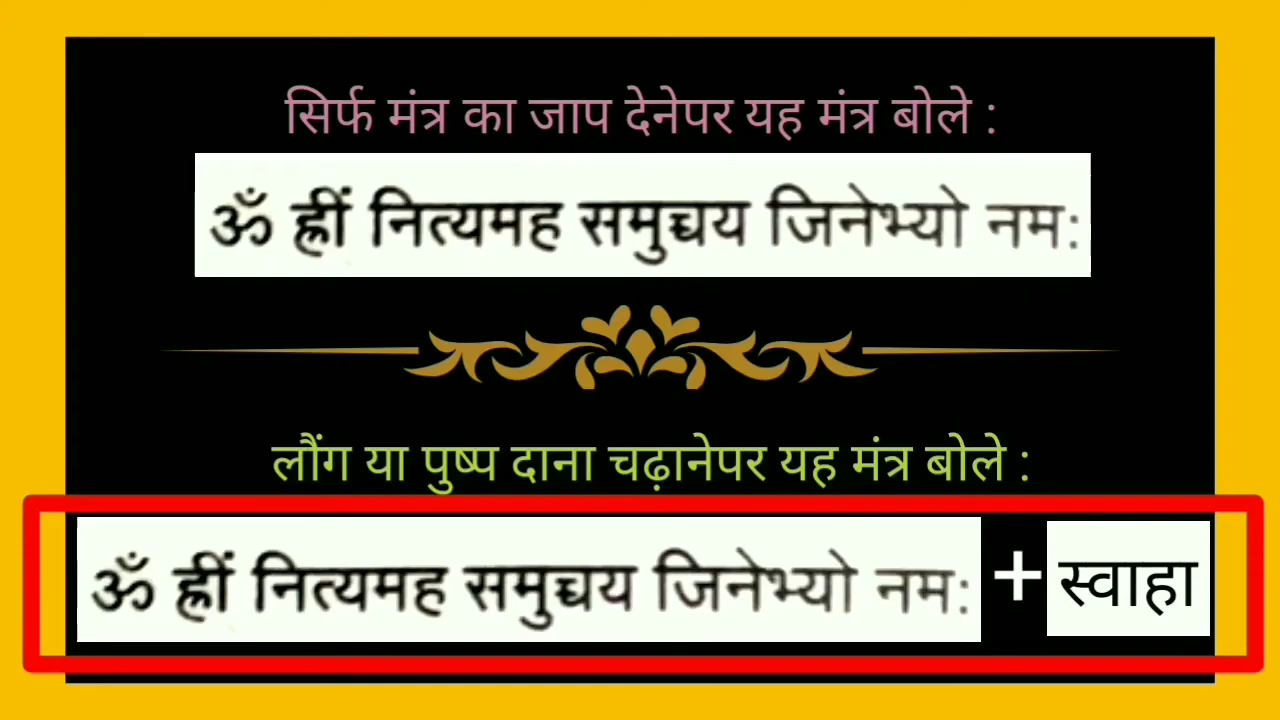 सिर्फ मंत्र का जाप देनेपर यह मंत्र बोले :
ॐ ह्रीं नित्यमह समुच्चय जिनेभ्यो नम:
लौंग या पुष्प दाना चढ़ानेपर यह मंत्र बोले :
ॐ ह्रीं नित्यमह समुच्चय जिनेभ्यो नम: + स्वाहा